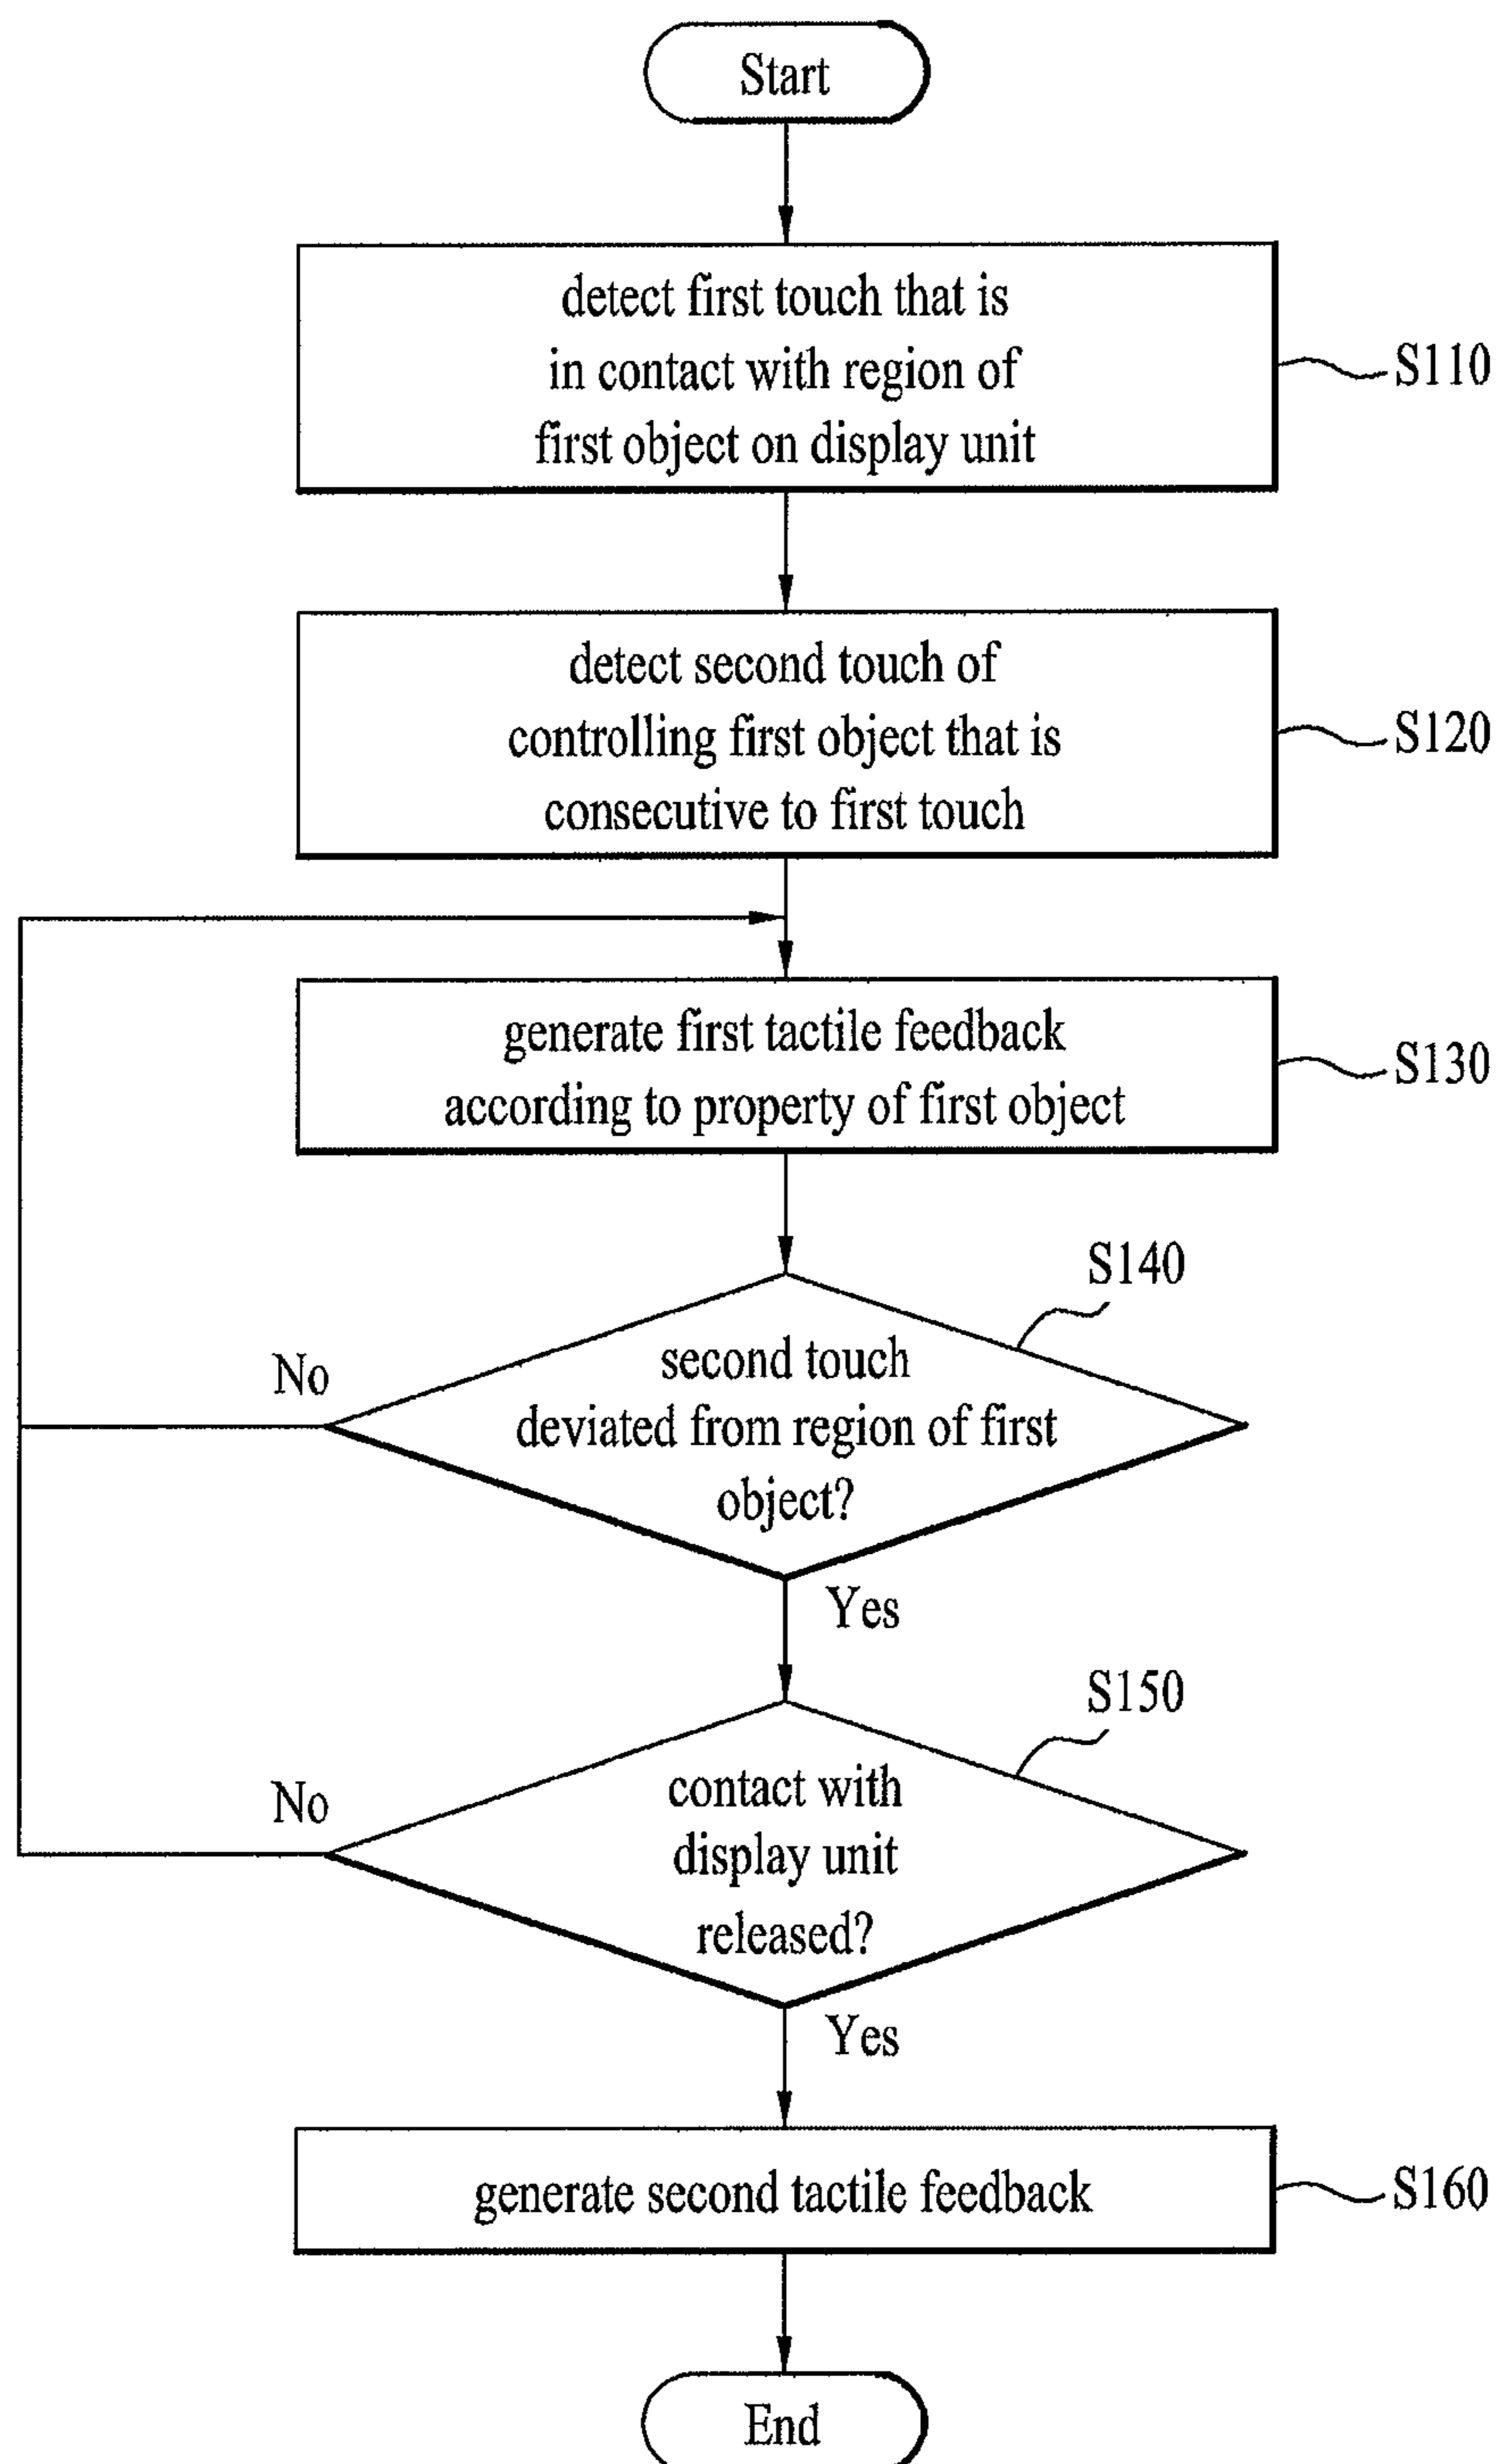 Start
detect first touch that is
in contact with region of
first object on display unit
S110
detect second touch of
controlling first object that is
consecutive to first touch
S120
generate first tactile feedback
according to property of first object
S130
S140
second touch
deviated from region of first
object?
No
Yes
S150
contact with
display unit
released?
No
Yes
generate second tactile feedback
S160
End